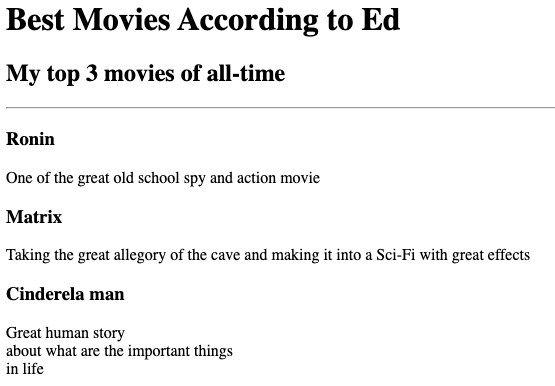 Best Movies According to Ed
My top 3 movies of all-time
Ronin
One of the great old school spy and action movie
Matrix
Taking the great allegory of the cave and making it into a Sci-Fi with great effects
Cinderela man
Great human story
about what are the important things
in life